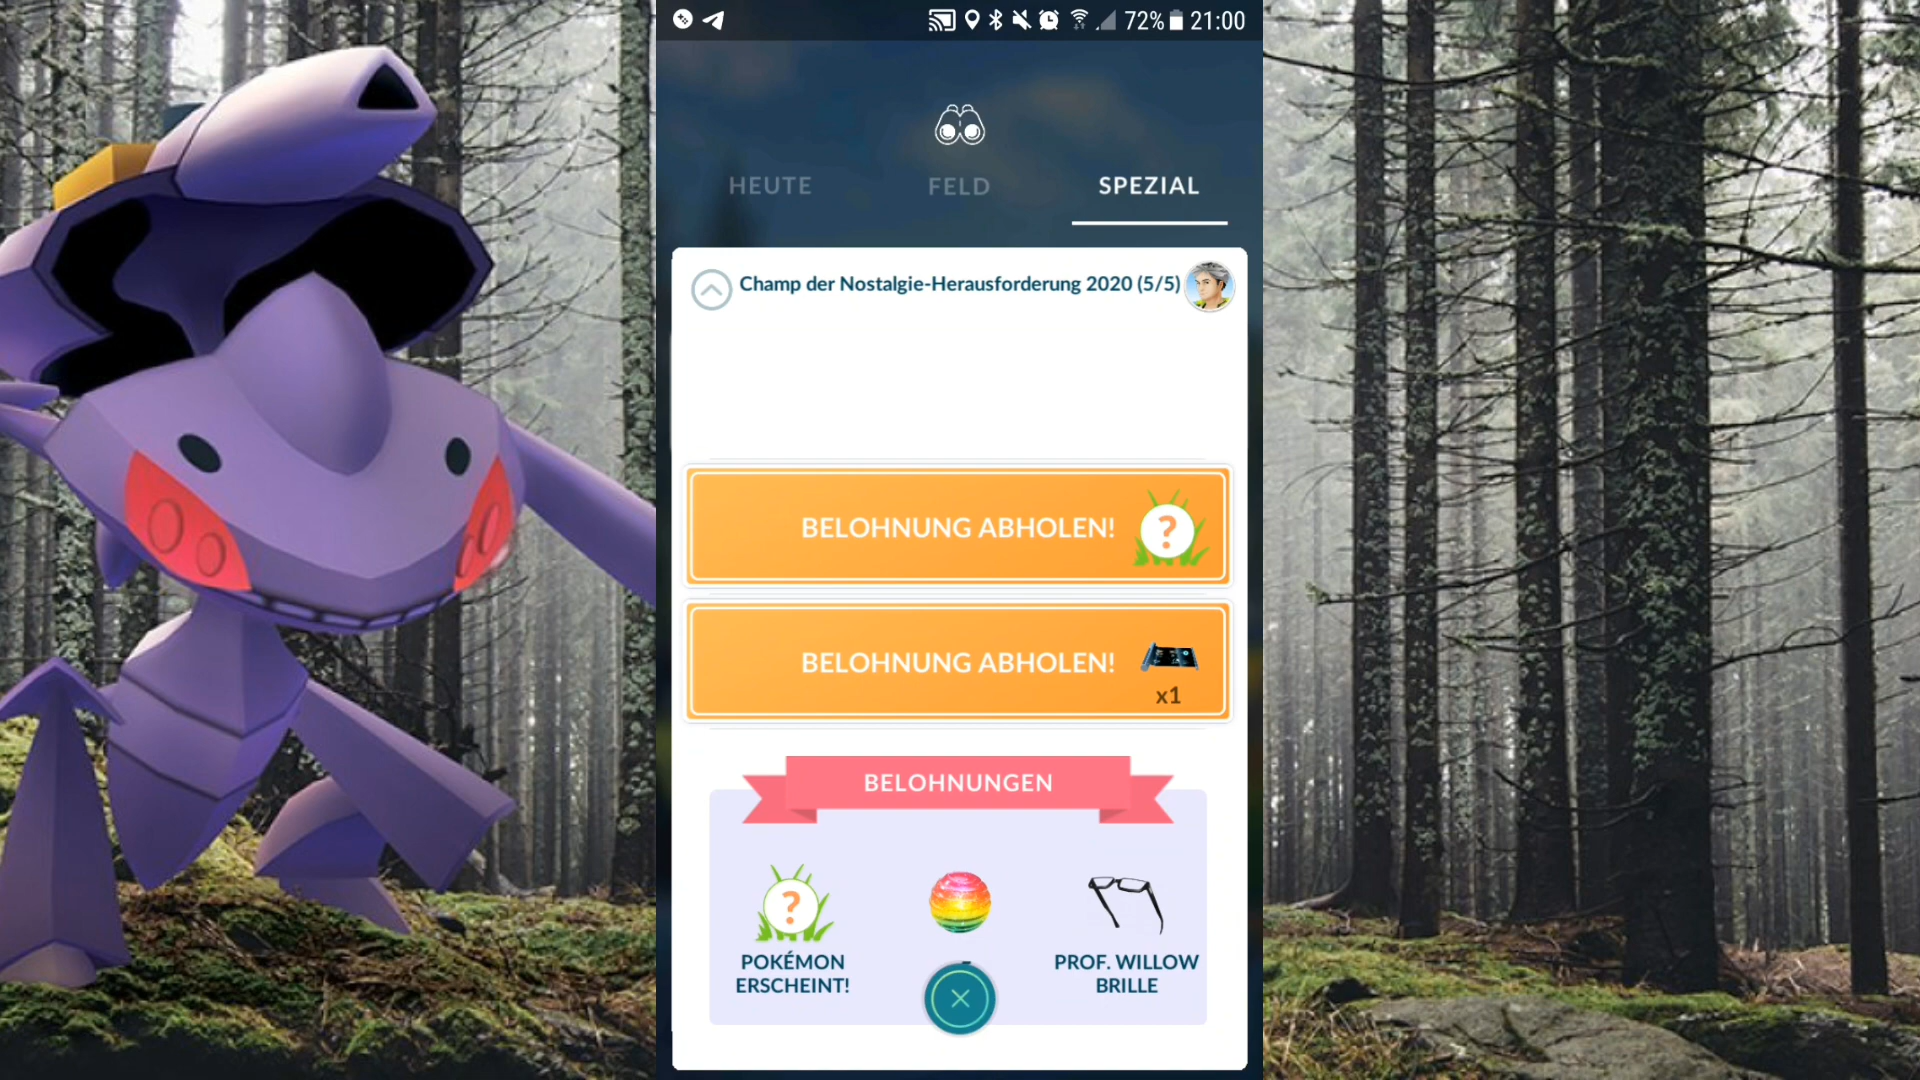 72% 21:00
HEUTE FELD SPEZIAL
Champ der Nostalgie-Herausforderung 2020 (5/5)
BELOHNUNG ABHOLEN!
?
BELOHNUNG ABHOLEN!
x1
BELOHNUNGEN
?
POKÉMON
ERSCHEINT!
PROF. WILLOW
BRILLE